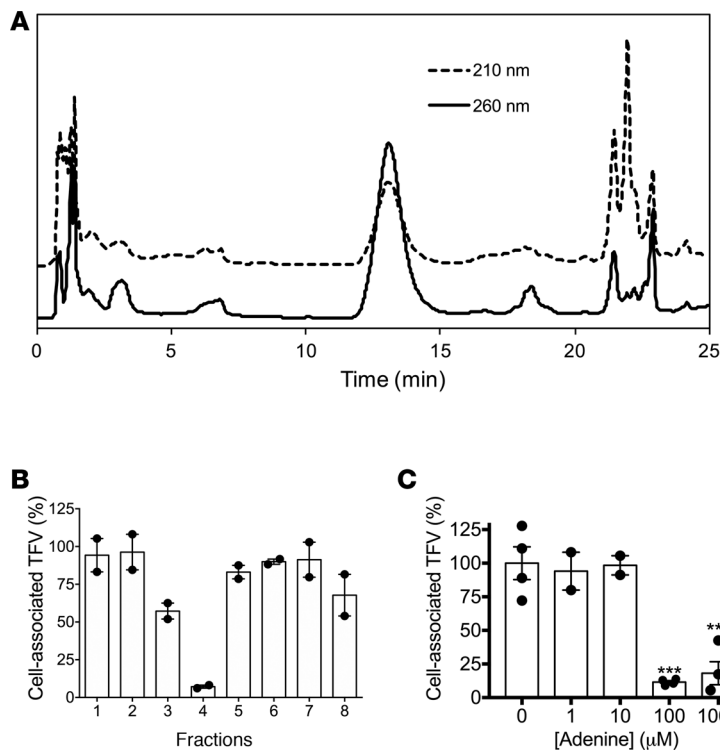 A
210 nm
260 nm
0 5 10 15 20 25
Time (min)
B
Cell-associated TFV (%)
125
100
75
50
25
0
1 2 3 4 5 6 7 8
Fractions
C
Cell-associated TFV (%)
125
100
75
50
25
0
***
**
0 1 10 100 100
[Adenine] (μM)